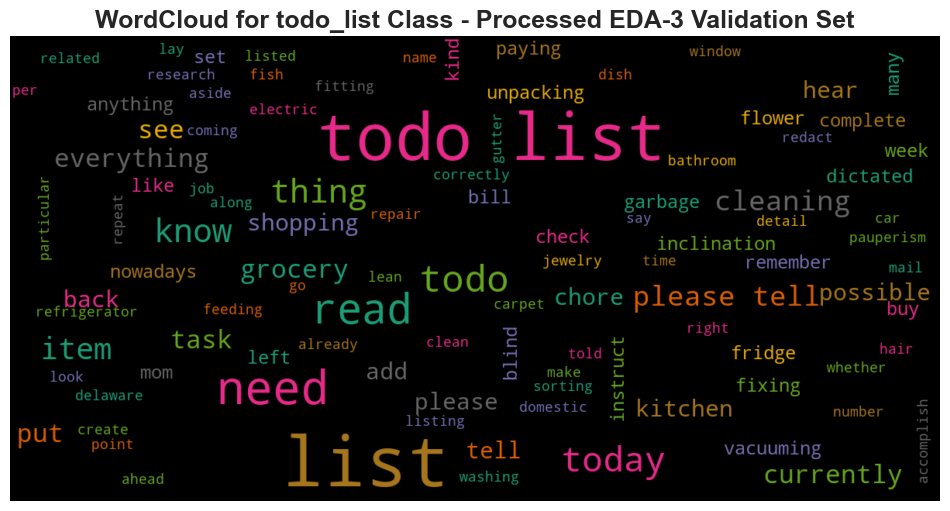 WordCloud for todo_list Class - Processed EDA-3 Validation Set
related lay set listed name kind paying window
per research aside fish fitting dish many
anything electric unpacking hear
see coming todo list gutter flower complete
redact
everything correctly bathroom week
like job thing bill garbage cleaning dictated
particular repeat along shopping repair say detail car
know check inclination pauperism
nowadays grocery lean jewelry time remember mail
back go todo chore please tell possible
refrigerator feeding read carpet buy
item task already clean blind right hair
left told instruct fridge
look mom add make whether
delaware need sorting fixing
please domestic kitchen number
put create listing accomplish
point list tell today vacuuming
ahead washing currently